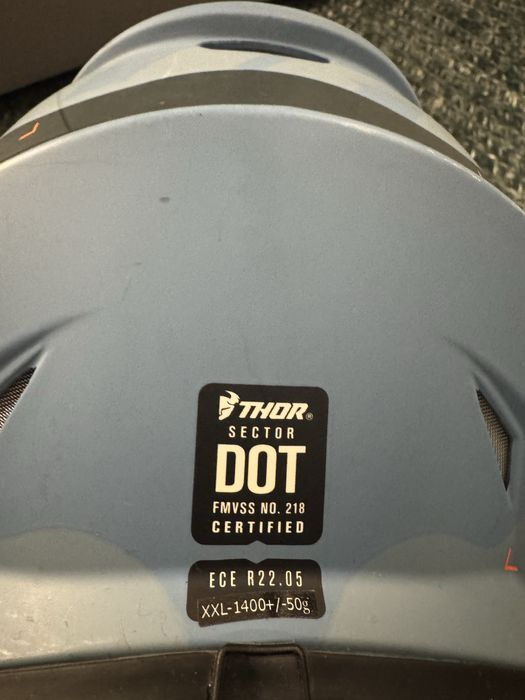 THOR®
SECTOR
DOT
FMVSS NO. 218
CERTIFIED
ECE R22.05
XXL-1400+/-50g